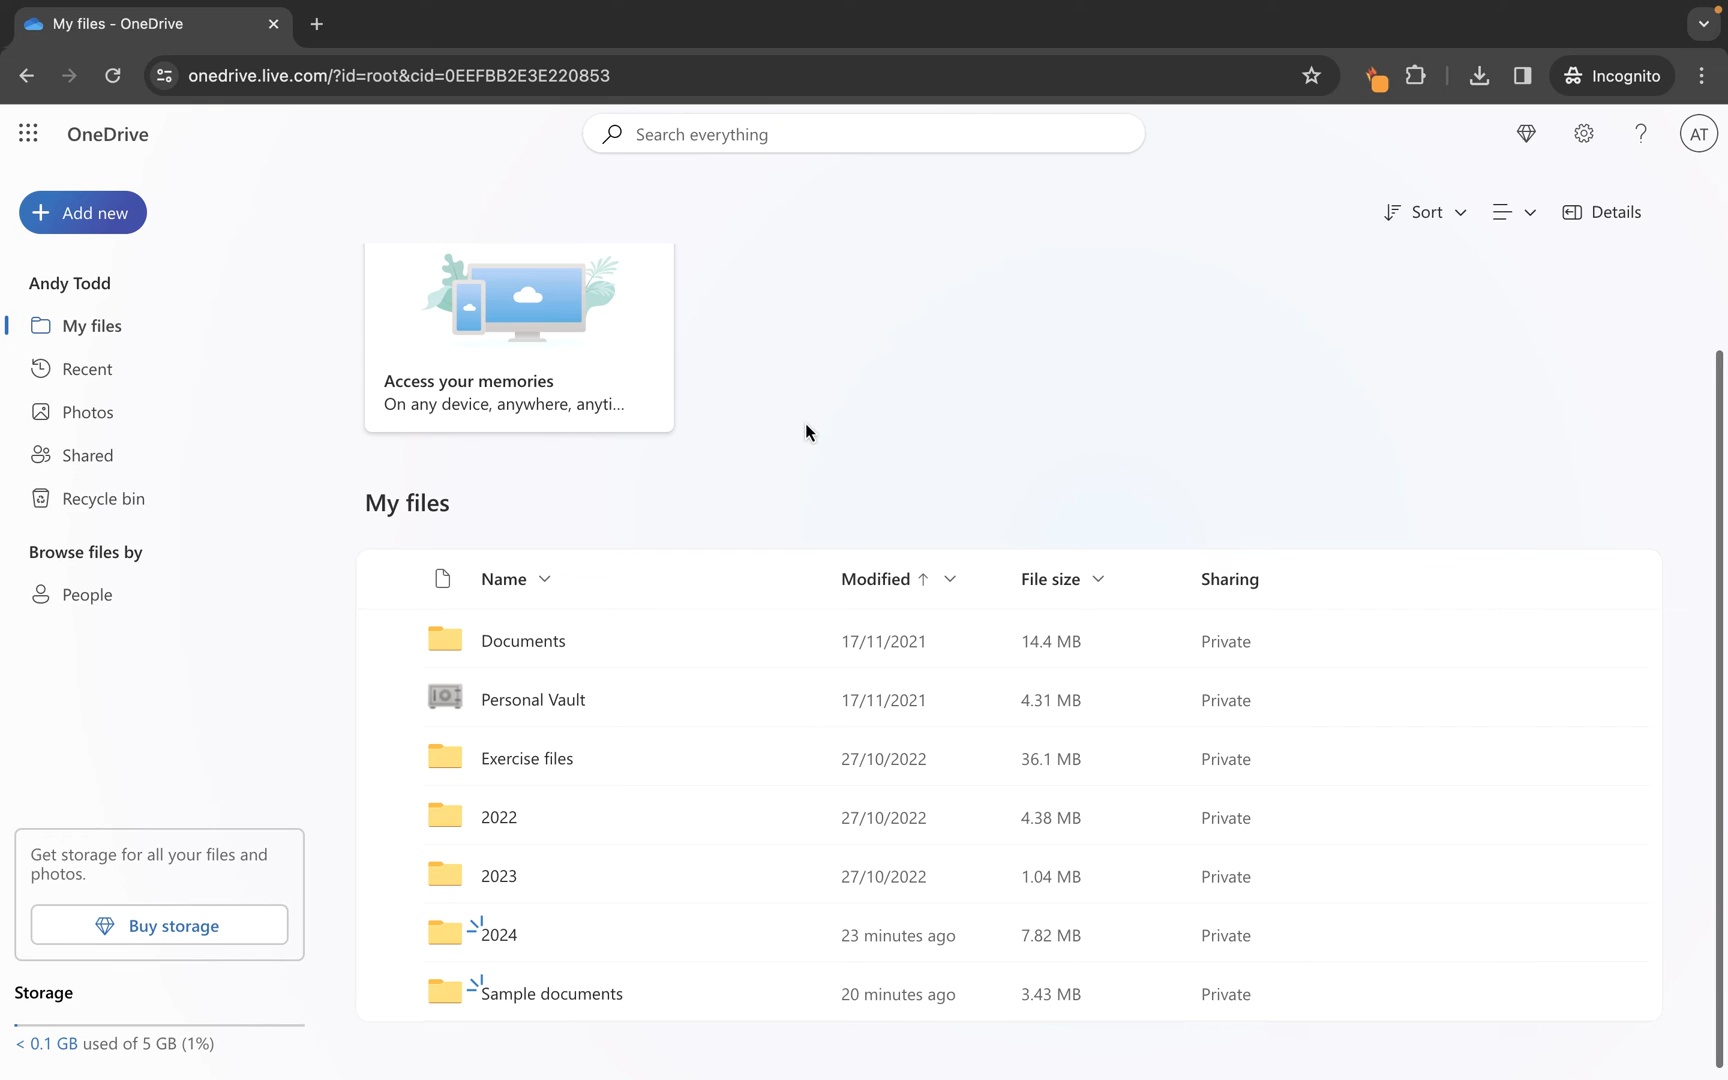 My files - OneDrive
onedrive.live.com/?id=root&cid=0EEFBB2E3E220853
Incognito
OneDrive
Search everything
AT
Add new
Sort
Details
Andy Todd
My files
Recent
Photos
Shared
Recycle bin
Browse files by
People
Get storage for all your files and
photos.
Buy storage
Storage
< 0.1 GB used of 5 GB (1%)
Access your memories
On any device, anywhere, anyti...
My files
Name Modified File size Sharing
Documents 17/11/2021 14.4 MB Private
Personal Vault 17/11/2021 4.31 MB Private
Exercise files 27/10/2022 36.1 MB Private
2022 27/10/2022 4.38 MB Private
2023 27/10/2022 1.04 MB Private
2024 23 minutes ago 7.82 MB Private
Sample documents 20 minutes ago 3.43 MB Private